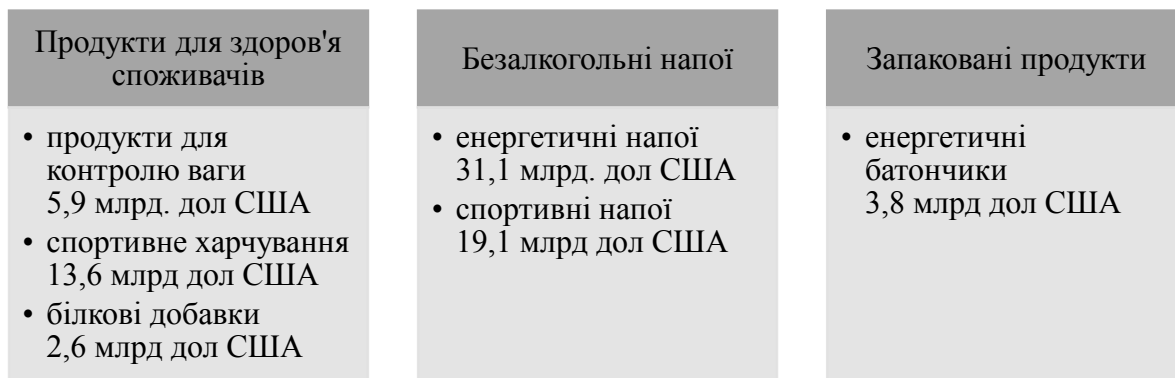 Продукти для здоров'я
споживачів
• продукти для
контролю ваги
5,9 млрд. дол США
• спортивне харчування
13,6 млрд дол США
• білкові добавки
2,6 млрд дол США
Безалкогольні напої
• енергетичні напої
31,1 млрд. дол США
• спортивні напої
19,1 млрд дол США
Запаковані продукти
• енергетичні
батончики
3,8 млрд дол США